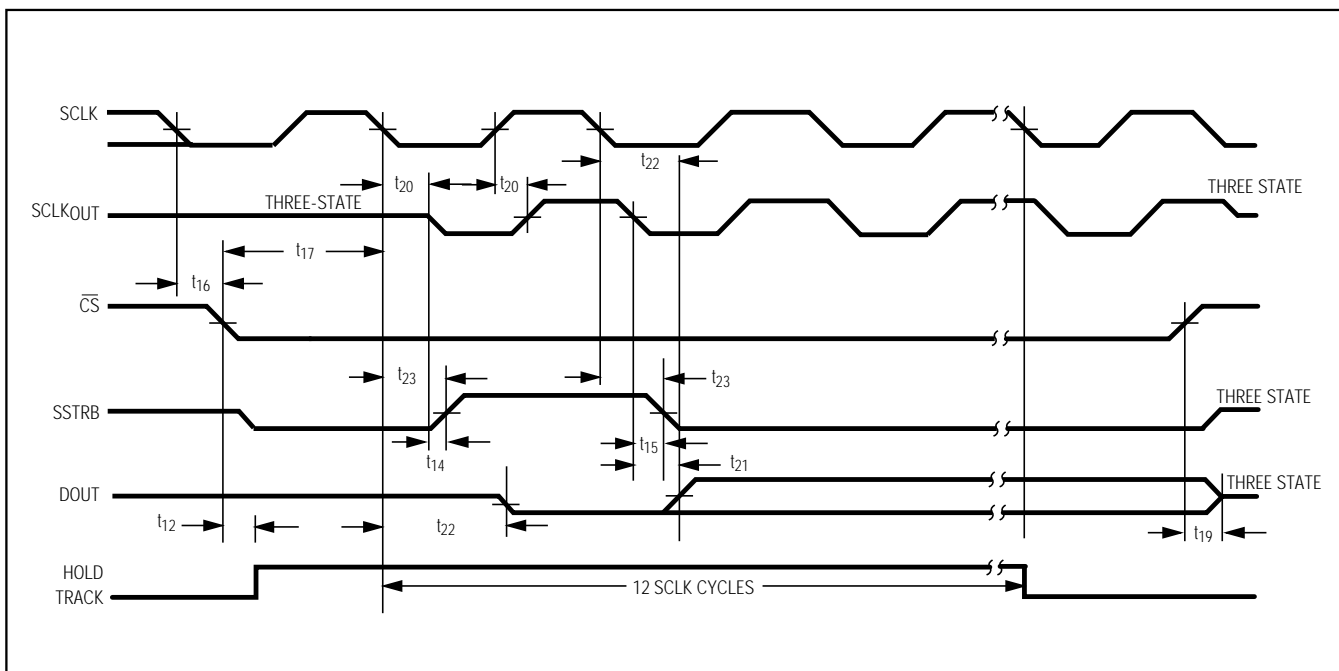 SCLK
t22
t20
t20
THREE STATE
SCLKOUT
THREE-STATE
t17
t16
CS
t23
t23
SSTRB
THREE STATE
t14
t15
t21
DOUT
THREE STATE
t12
t22
t19
HOLD
12 SCLK CYCLES
TRACK